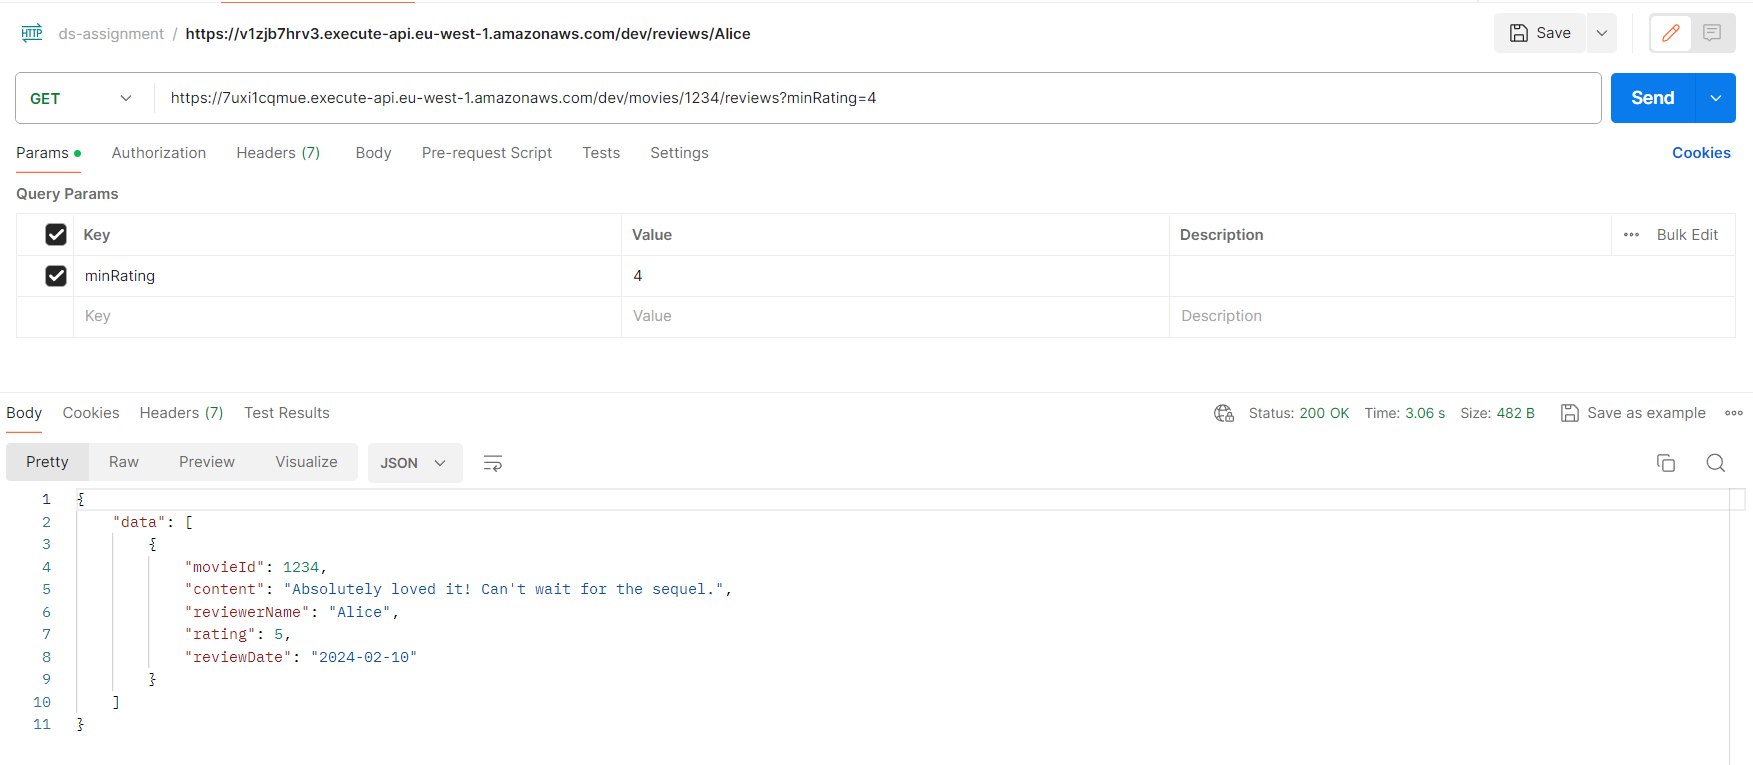 HTTP ds-assignment / https://v1zjb7hrv3.execute-api.eu-west-1.amazonaws.com/dev/reviews/Alice Save
GET https://7uxi1cqmue.execute-api.eu-west-1.amazonaws.com/dev/movies/1234/reviews?minRating=4 Send
Params Authorization Headers (7) Body Pre-request Script Tests Settings Cookies
Query Params
Key Value Description Bulk Edit
minRating 4
Key Value Description
Body Cookies Headers (7) Test Results Status: 200 OK Time: 3.06 s Size: 482 B Save as example
Pretty Raw Preview Visualize JSON
1 {
2 "data": [
3 {
4 "movieId": 1234,
5 "content": "Absolutely loved it! Can't wait for the sequel.",
6 "reviewerName": "Alice",
7 "rating": 5,
8 "reviewDate": "2024-02-10"
9 }
10 ]
11 }